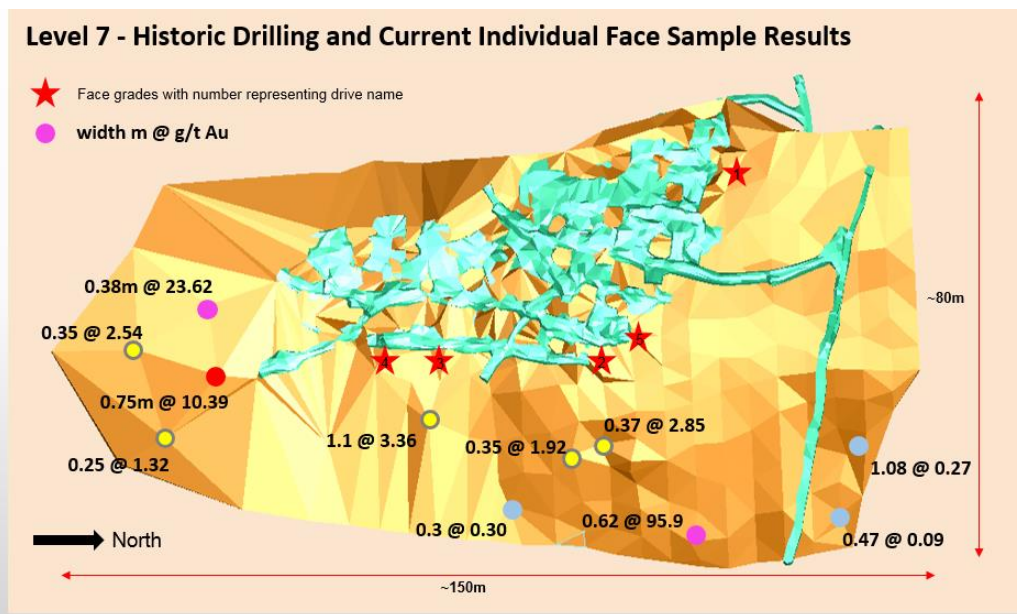 Level 7 - Historic Drilling and Current Individual Face Sample Results
Face grades with number representing drive name
width m @ g/t Au
1
~80m
0.38m @ 23.62
0.35 @ 2.54
5
4
3
2
0.75m @ 10.39
0.37 @ 2.85
1.1 @ 3.36
0.35 @ 1.92
0.25 @ 1.32
1.08 @ 0.27
0.62 @ 95.9
0.3 @ 0.30
North
0.47 @ 0.09
~150m